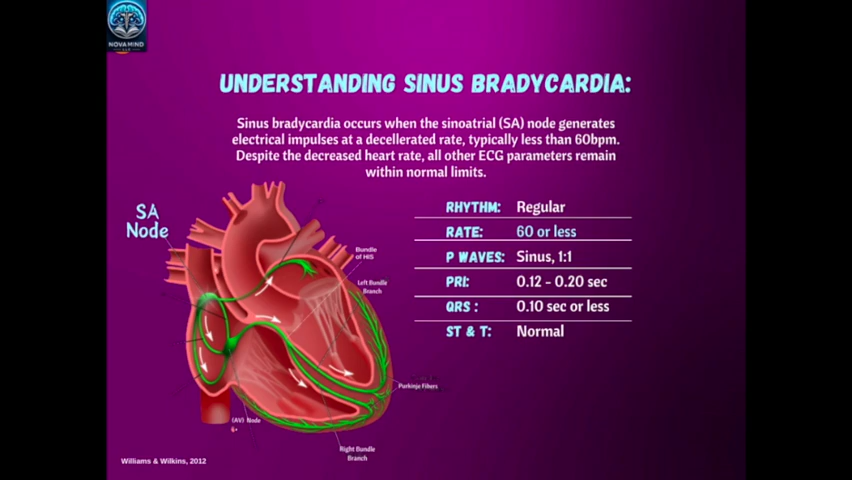 NOVAMIND
UNDERSTANDING SINUS BRADYCARDIA:
Sinus bradycardia occurs when the sinoatrial (SA) node generates
electrical impulses at a decellerated rate, typically less than 60bpm.
Despite the decreased heart rate, all other ECG parameters remain
within normal limits.
SA
Node
Bundle
of HIS
Left Bundle
Branch
RHYTHM: Regular
RATE: 60 or less
P WAVES: Sinus, 1:1
PRI: 0.12 - 0.20 sec
QRS : 0.10 sec or less
ST & T: Normal
Purkinje Fibers
(AV) Node
Right Bundle
Branch
Williams & Wilkins, 2012